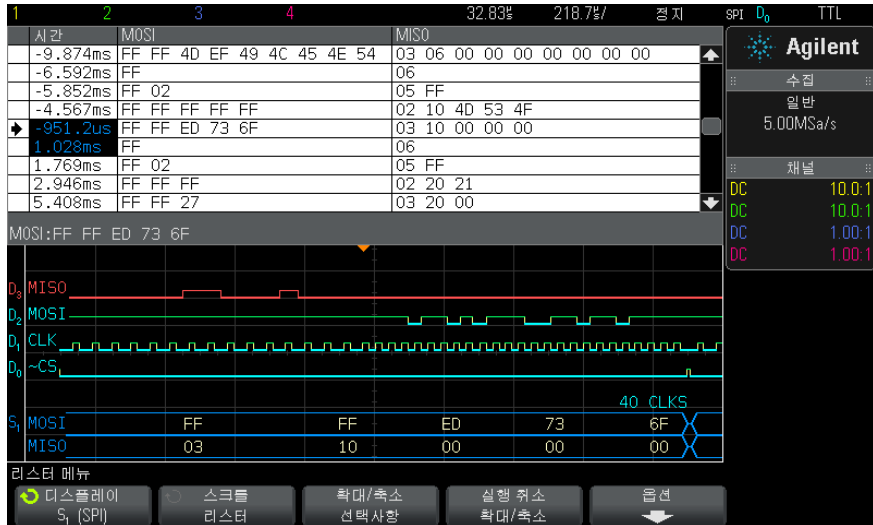 1 2 3 4 32.83㎲ 218.7㎲/ 정지 SPI D₀ TTL
시간 MOSI MISO
-9.874ms FF FF 4D EF 49 4C 45 4E 54 03 06 00 00 00 00 00 00 00
-6.592ms FF 06
-5.852ms FF 02 05 FF
-4.567ms FF FF FF FF FF 02 10 4D 53 4F
-951.2us FF FF ED 73 6F 03 10 00 00 00
1.028ms FF 06
1.769ms FF 02 05 FF
2.946ms FF FF FF 02 20 21
5.408ms FF FF 27 03 20 00
MOSI:FF FF ED 73 6F
Agilent
수집
일반
5.00MSa/s
채널
DC 10.0:1
DC 10.0:1
DC 1.00:1
DC 1.00:1
D₃ MISO
D₂ MOSI
D₁ CLK
D₀ ~CS
40 CLKS
S₁ MOSI FF FF ED 73 6F
MISO 03 10 00 00 00
리스터 메뉴
디스플레이 스크롤 확대/축소 실행 취소 옵션
S₁ (SPI) 리스터 선택사항 확대/축소